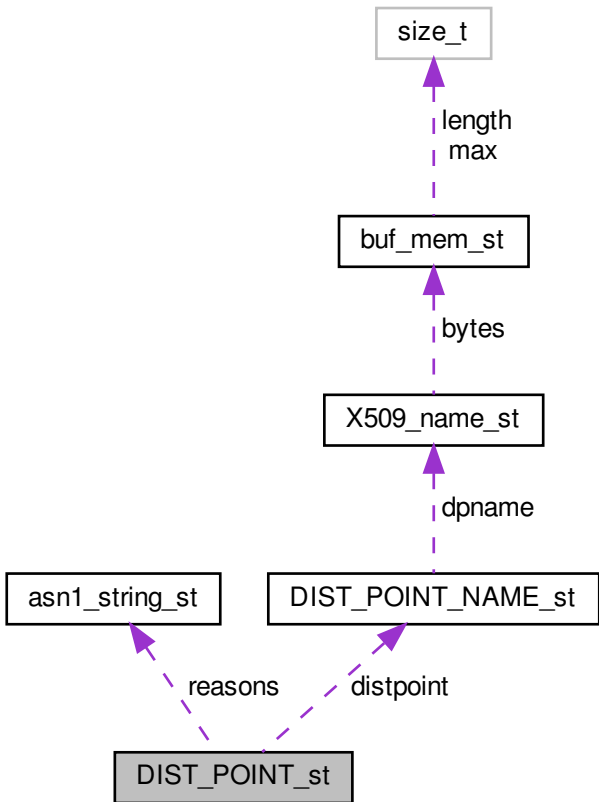 size_t
length
max
buf_mem_st
bytes
X509_name_st
dpname
asn1_string_st
DIST_POINT_NAME_st
reasons
distpoint
DIST_POINT_st